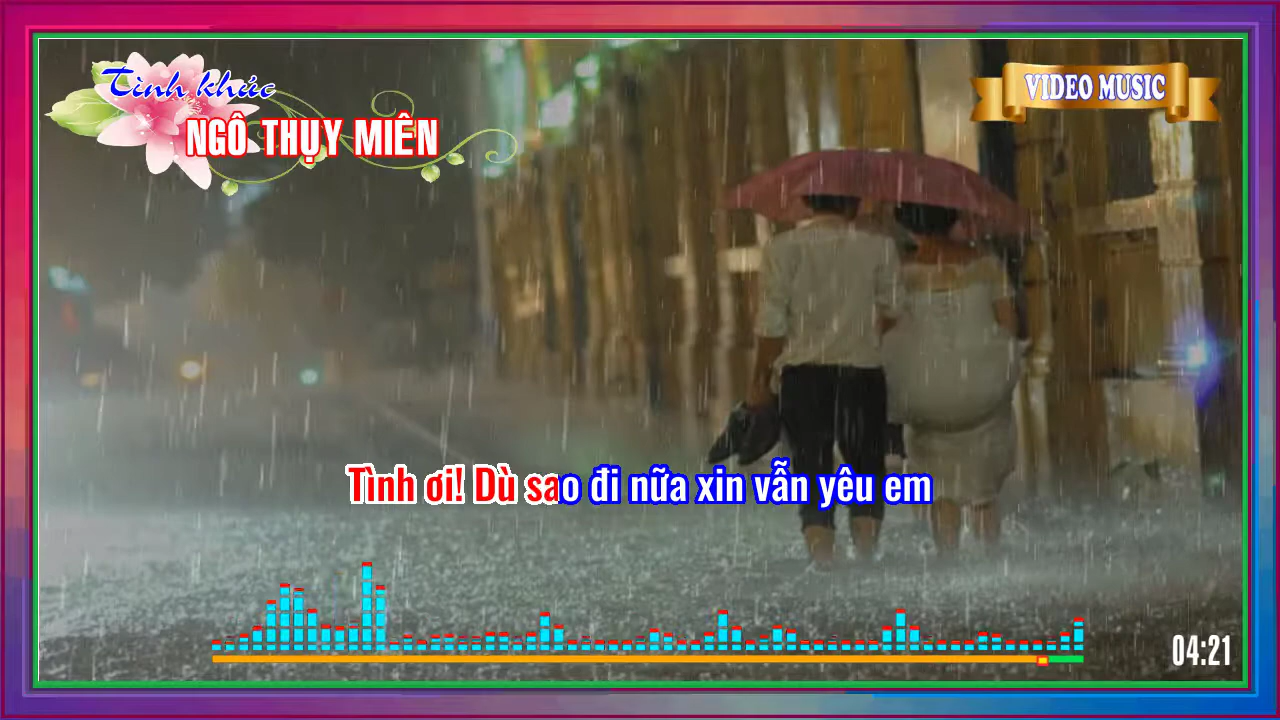 Tình khúc
NGÔ THỤY MIÊN
VIDEO MUSIC
Tình ơi! Dù sao đi nữa xin vẫn yêu em
04:21